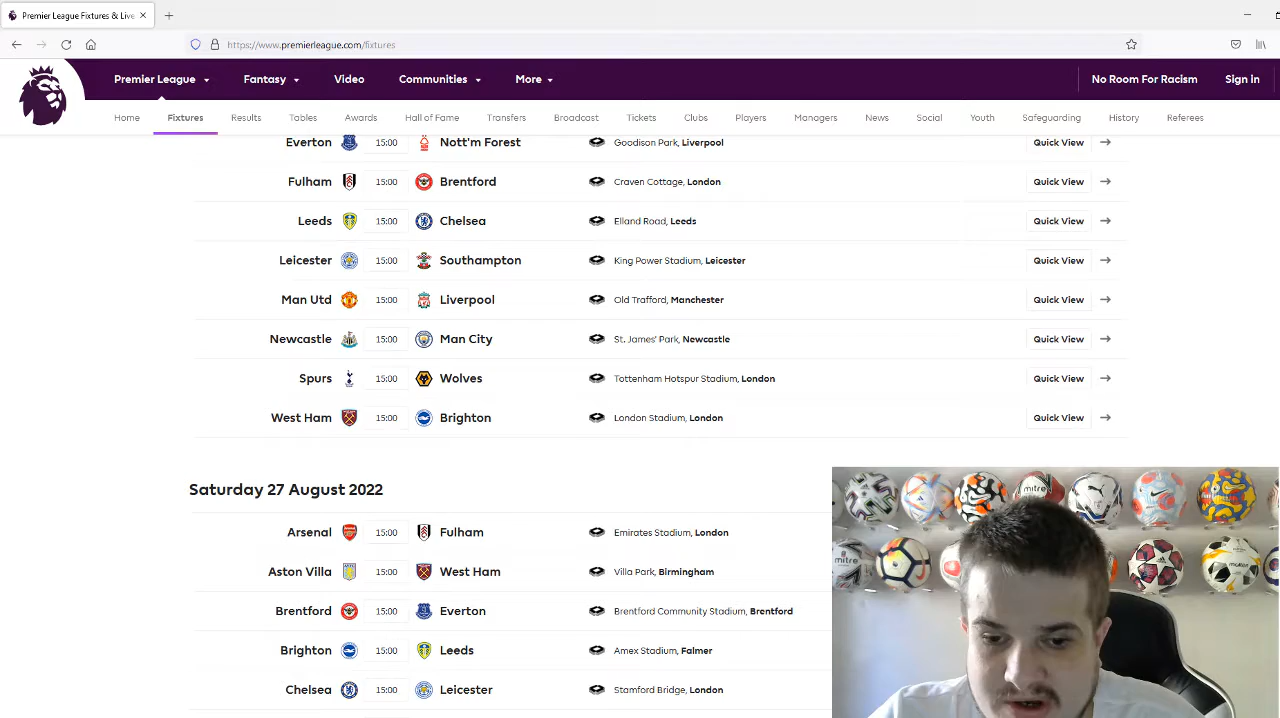 Premier League Fixtures & Live
https://www.premierleague.com/fixtures
Premier League Fantasy Video Communities More No Room For Racism Sign in
Home Fixtures Results Tables Awards Hall of Fame Transfers Broadcast Tickets Clubs Players Managers News Social Youth Safeguarding History Referees
Everton 15:00 Nott'm Forest Goodison Park, Liverpool Quick View
Fulham 15:00 Brentford Craven Cottage, London Quick View
Leeds 15:00 Chelsea Elland Road, Leeds Quick View
Leicester 15:00 Southampton King Power Stadium, Leicester Quick View
Man Utd 15:00 Liverpool Old Trafford, Manchester Quick View
Newcastle 15:00 Man City St. James' Park, Newcastle Quick View
Spurs 15:00 Wolves Tottenham Hotspur Stadium, London Quick View
West Ham 15:00 Brighton London Stadium, London Quick View
Saturday 27 August 2022
Arsenal 15:00 Fulham Emirates Stadium, London
Aston Villa 15:00 West Ham Villa Park, Birmingham
Brentford 15:00 Everton Brentford Community Stadium, Brentford
Brighton 15:00 Leeds Amex Stadium, Falmer
Chelsea 15:00 Leicester Stamford Bridge, London
mitre
mitre
molten